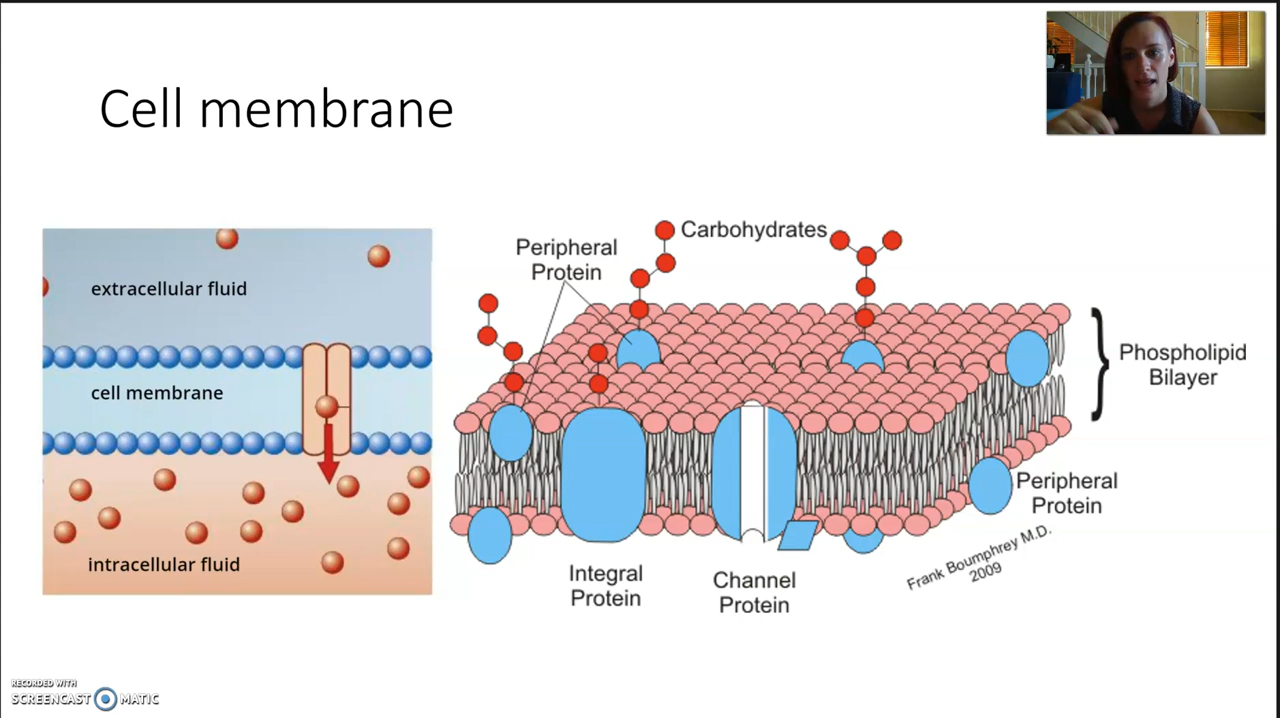 Cell membrane
extracellular fluid
cell membrane
intracellular fluid
Peripheral
Protein
Carbohydrates
Phospholipid
Bilayer
Peripheral
Protein
Integral
Protein
Channel
Protein
Frank Boumphrey M.D.
2009
RECORDED WITH
SCREENCAST MATIC